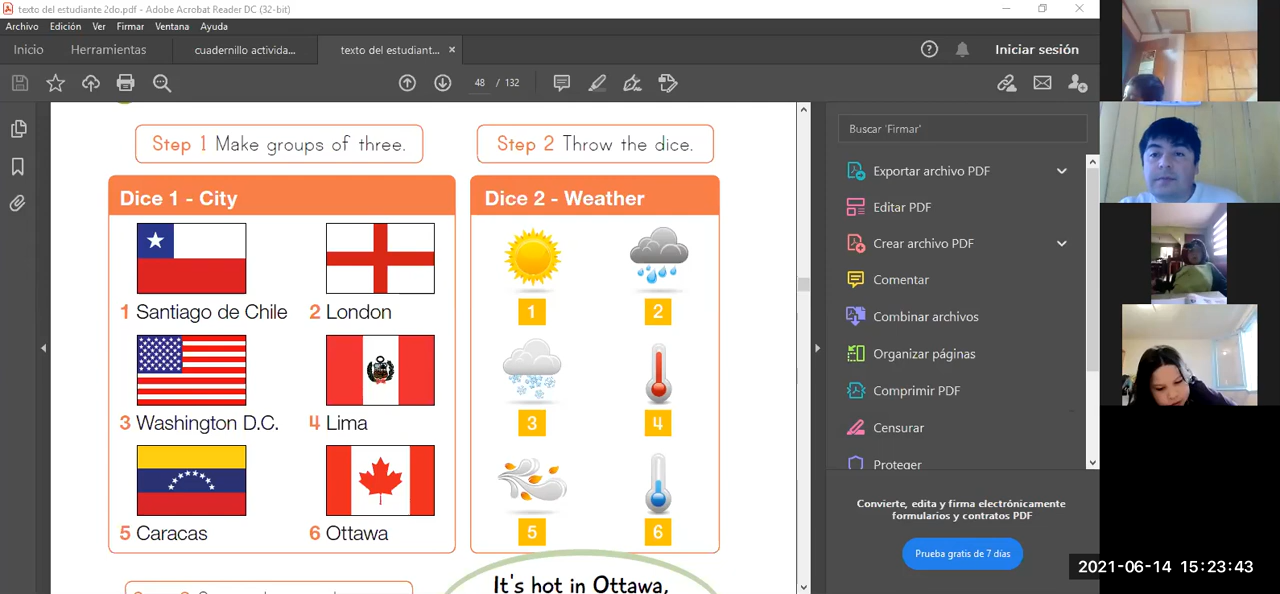 texto del estudiante 2do.pdf - Adobe Acrobat Reader DC (32-bit)
Archivo Edición Ver Firmar Ventana Ayuda
Inicio Herramientas cuadernillo activida... texto del estudiant... × Iniciar sesión
48 / 132
Step 1 Make groups of three.
Step 2 Throw the dice.
Dice 1 - City
1 Santiago de Chile 2 London
3 Washington D.C. 4 Lima
5 Caracas 6 Ottawa
Dice 2 - Weather
1 2
3 4
5 6
It's hot in Ottawa,
Buscar 'Firmar'
Exportar archivo PDF
Editar PDF
Crear archivo PDF
Comentar
Combinar archivos
Organizar páginas
Comprimir PDF
Censurar
Proteger
Convierte, edita y firma electrónicamente
formularios y contratos PDF
Prueba gratis de 7 días
2021-06-14 15:23:43